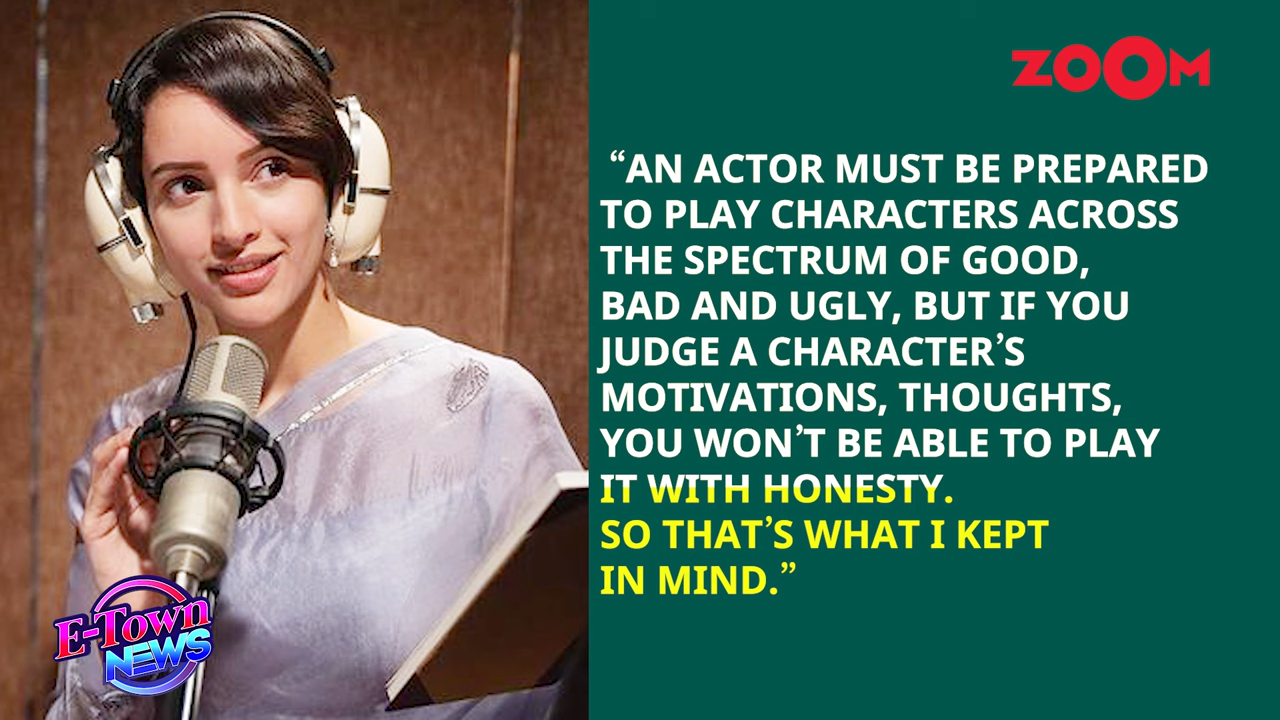 ZOOM
“AN ACTOR MUST BE PREPARED
TO PLAY CHARACTERS ACROSS
THE SPECTRUM OF GOOD,
BAD AND UGLY, BUT IF YOU
JUDGE A CHARACTER’S
MOTIVATIONS, THOUGHTS,
YOU WON’T BE ABLE TO PLAY
IT WITH HONESTY.
SO THAT’S WHAT I KEPT
IN MIND.”
E-Town
NEWS